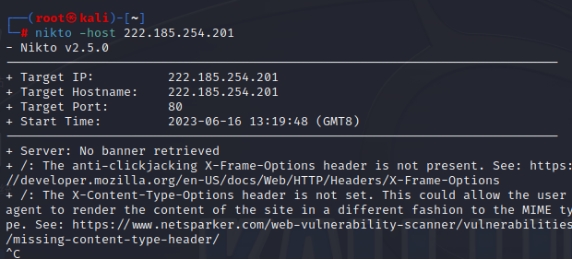 (root㉿kali)-[~]
# nikto -host 222.185.254.201
- Nikto v2.5.0
+ Target IP: 222.185.254.201
+ Target Hostname: 222.185.254.201
+ Target Port: 80
+ Start Time: 2023-06-16 13:19:48 (GMT8)
+ Server: No banner retrieved
+ /: The anti-clickjacking X-Frame-Options header is not present. See: https:
//developer.mozilla.org/en-US/docs/Web/HTTP/Headers/X-Frame-Options
+ /: The X-Content-Type-Options header is not set. This could allow the user
agent to render the content of the site in a different fashion to the MIME ty
pe. See: https://www.netsparker.com/web-vulnerability-scanner/vulnerabilities
/missing-content-type-header/
^C